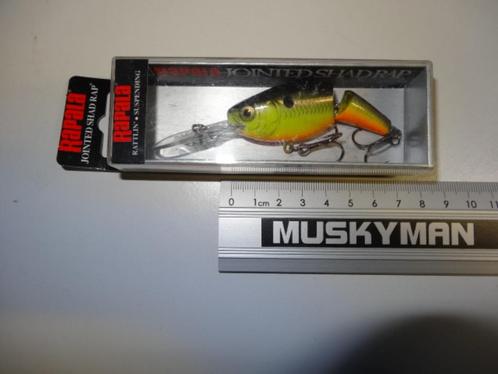 RAPALA JOINTED SHAD RAP
Rapala®
JOINTED SHAD RAP®
Rapala
RATTLIN' • SUSPENDING
0 1cm 2 3 4 5 6 7 8 9 10 11
MUSKYMAN